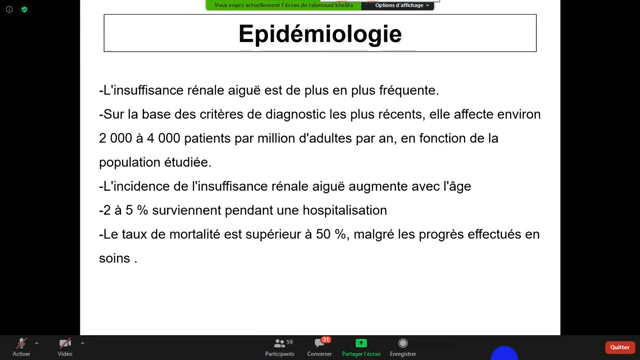 Vous voyez actuellement l'écran de rahmouni.khelifa
Options d'affichage
Epidémiologie
-L'insuffisance rénale aiguë est de plus en plus fréquente.
-Sur la base des critères de diagnostic les plus récents, elle affecte environ
2 000 à 4 000 patients par million d'adultes par an, en fonction de la
population étudiée.
-L'incidence de l'insuffisance rénale aiguë augmente avec l'âge
-2 à 5 % surviennent pendant une hospitalisation
-Le taux de mortalité est supérieur à 50 %, malgré les progrès effectués en
soins .
59
31
Activer
Vidéo
Participants
Converser
Partager l'écran
Enregistrer
Quitter